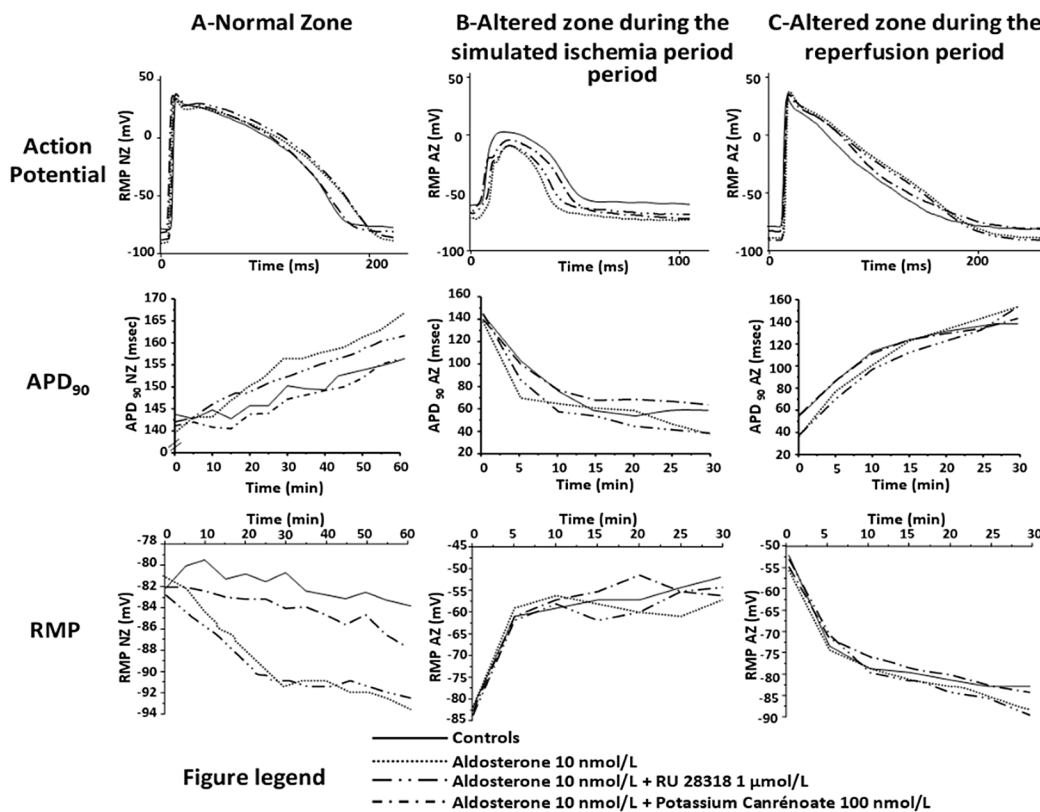 A-Normal Zone
B-Altered zone during the
simulated ischemia period
period
C-Altered zone during the
reperfusion period
Action
Potential
RMP NZ (mV)
50
0
-50
-100
0
200
Time (ms)
RMP AZ (mV)
50
0
-50
-100
0
100
Time (ms)
RMP AZ (mV)
50
0
-50
-100
0
200
Time (ms)
APD90
APD 90 NZ (msec)
170
165
160
155
150
145
140
0
0 10 20 30 40 50 60
Time (min)
APD 90 AZ (msec)
160
140
120
100
80
60
40
20
0 5 10 15 20 25 30
Time (min)
APD 90 AZ (msec)
160
140
120
100
80
60
40
20
0 5 10 15 20 25 30
Time (min)
RMP
Time (min)
0 10 20 30 40 50 60
RMP NZ (mV)
-78
-80
-82
-84
-86
-88
-90
-92
-94
Time (min)
0 5 10 15 20 25 30
RMP AZ (mV)
-45
-50
-55
-60
-65
-70
-75
-80
-85
Time (min)
0 5 10 15 20 25 30
RMP AZ (mV)
-50
-55
-60
-65
-70
-75
-80
-85
-90
Figure legend
Controls
Aldosterone 10 nmol/L
Aldosterone 10 nmol/L + RU 28318 1 µmol/L
Aldosterone 10 nmol/L + Potassium Canrénoate 100 nmol/L